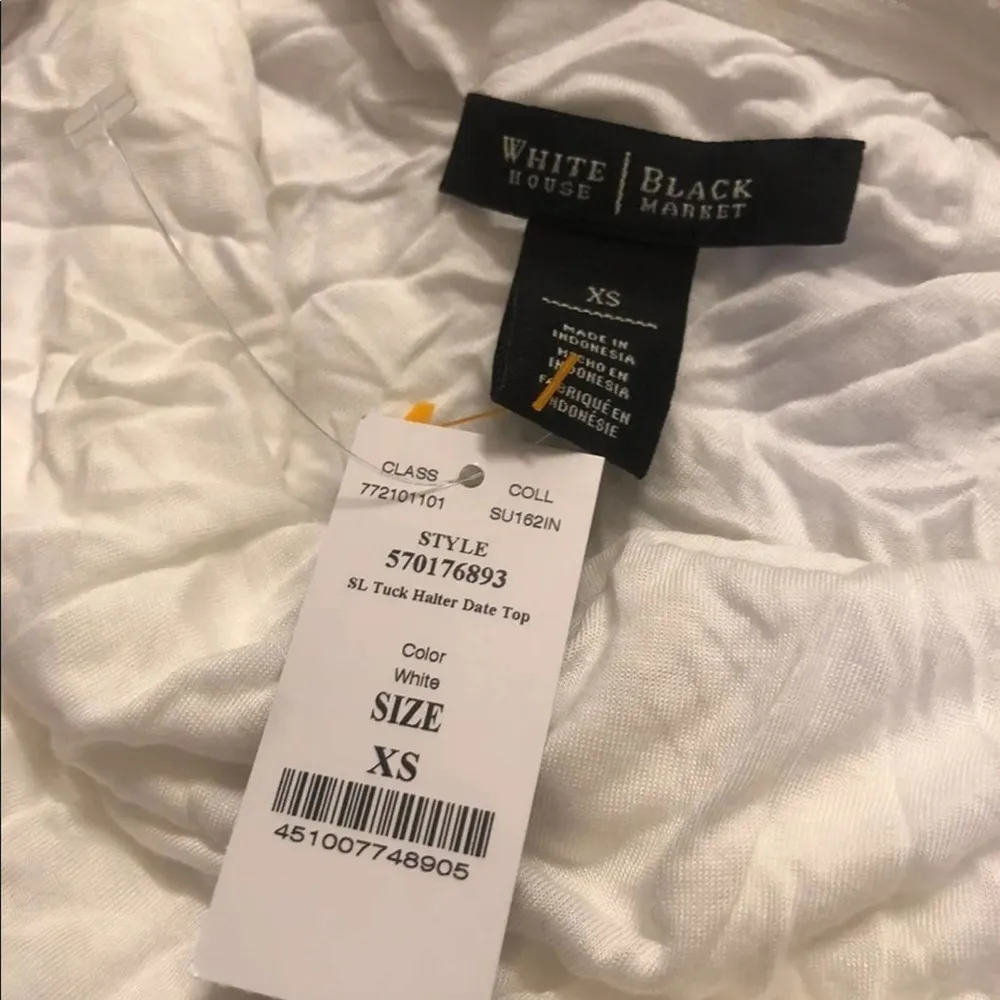 WHITE | BLACK
HOUSE | MARKET
XS
MADE IN
INDONESIA
HECHO EN
INDONESIA
FABRIQUÉ EN
INDONÉSIE
CLASS
772101101
COLL
SU162IN
STYLE
570176893
SL Tuck Halter Date Top
Color
White
SIZE
XS
451007748905